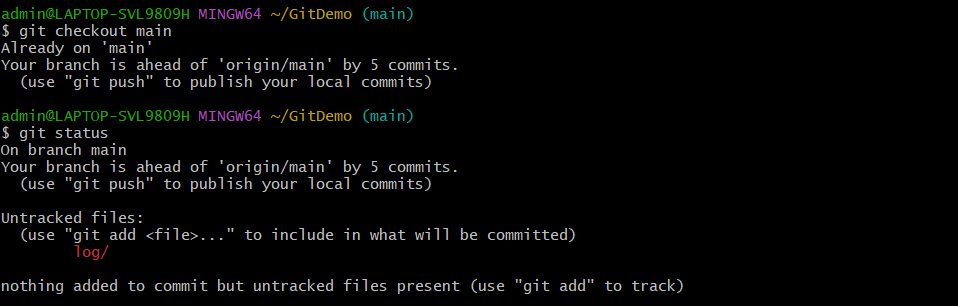 admin@LAPTOP-SVL98O9H MINGW64 ~/GitDemo (main)
$ git checkout main
Already on 'main'
Your branch is ahead of 'origin/main' by 5 commits.
  (use "git push" to publish your local commits)

admin@LAPTOP-SVL98O9H MINGW64 ~/GitDemo (main)
$ git status
On branch main
Your branch is ahead of 'origin/main' by 5 commits.
  (use "git push" to publish your local commits)

Untracked files:
  (use "git add <file>..." to include in what will be committed)
        log/

nothing added to commit but untracked files present (use "git add" to track)